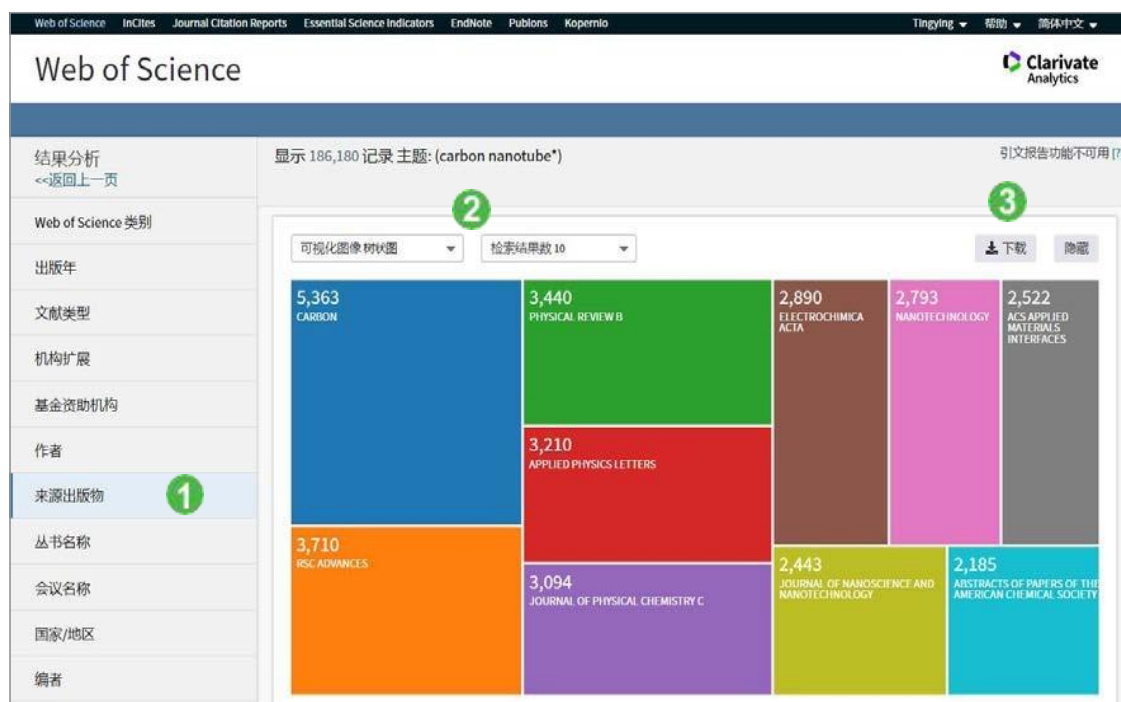 Web of Science InCites Journal Citation Reports Essential Science Indicators EndNote Publons Kopernio Tingying 帮助 简体中文
Web of Science
Clarivate
Analytics
结果分析
<<返回上一页
显示 186,180 记录 主题: (carbon nanotube*)
引文报告功能不可用 [?
Web of Science 类别
出版年
文献类型
机构扩展
基金资助机构
作者
来源出版物
1
丛书名称
会议名称
国家/地区
编者
2
3
可视化图像 树状图
检索结果数 10
下载
隐藏
5,363
CARBON
3,440
PHYSICAL REVIEW B
2,890
ELECTROCHIMICA
ACTA
2,793
NANOTECHNOLOGY
2,522
ACS APPLIED
MATERIALS
INTERFACES
3,210
APPLIED PHYSICS LETTERS
3,710
RSC ADVANCES
3,094
JOURNAL OF PHYSICAL CHEMISTRY C
2,443
JOURNAL OF NANOSCIENCE AND
NANOTECHNOLOGY
2,185
ABSTRACTS OF PAPERS OF THE
AMERICAN CHEMICAL SOCIETY